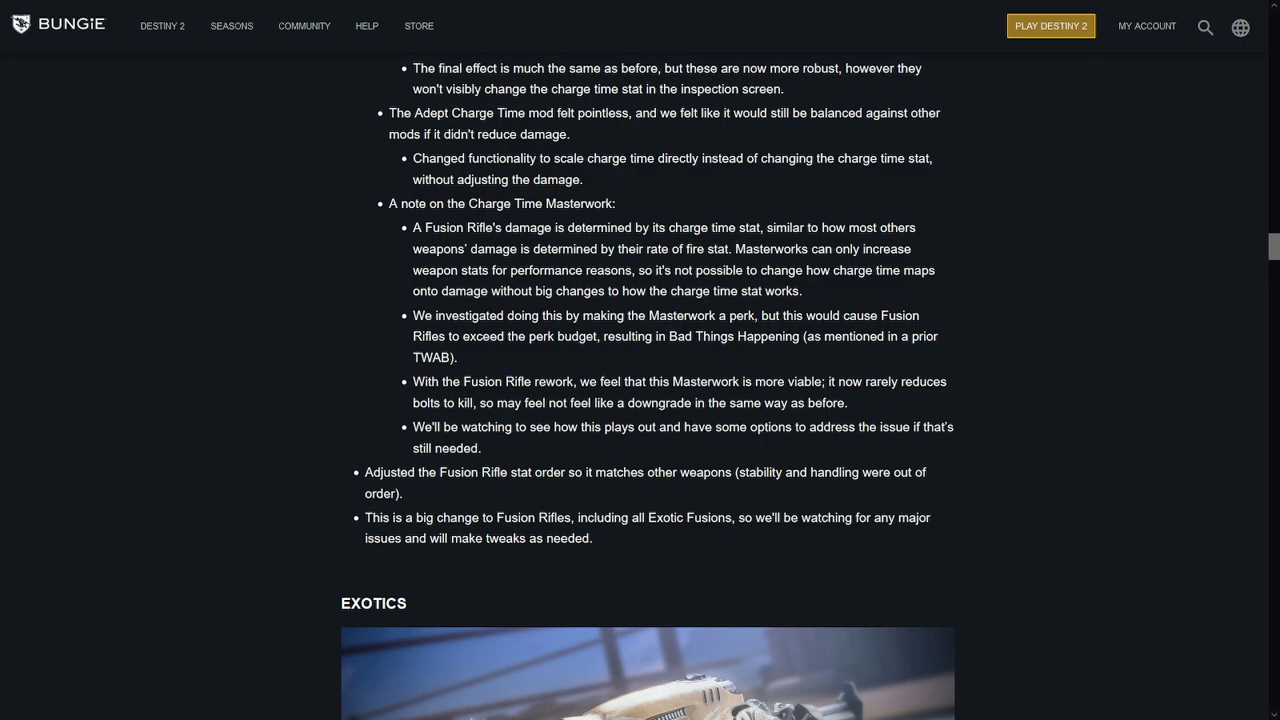 BUNGiE
DESTINY 2
SEASONS
COMMUNITY
HELP
STORE
PLAY DESTINY 2
MY ACCOUNT
• The final effect is much the same as before, but these are now more robust, however they
won't visibly change the charge time stat in the inspection screen.
• The Adept Charge Time mod felt pointless, and we felt like it would still be balanced against other
mods if it didn't reduce damage.
• Changed functionality to scale charge time directly instead of changing the charge time stat,
without adjusting the damage.
• A note on the Charge Time Masterwork:
• A Fusion Rifle's damage is determined by its charge time stat, similar to how most others
weapons' damage is determined by their rate of fire stat. Masterworks can only increase
weapon stats for performance reasons, so it's not possible to change how charge time maps
onto damage without big changes to how the charge time stat works.
• We investigated doing this by making the Masterwork a perk, but this would cause Fusion
Rifles to exceed the perk budget, resulting in Bad Things Happening (as mentioned in a prior
TWAB).
• With the Fusion Rifle rework, we feel that this Masterwork is more viable; it now rarely reduces
bolts to kill, so may feel not feel like a downgrade in the same way as before.
• We'll be watching to see how this plays out and have some options to address the issue if that's
still needed.
• Adjusted the Fusion Rifle stat order so it matches other weapons (stability and handling were out of
order).
• This is a big change to Fusion Rifles, including all Exotic Fusions, so we'll be watching for any major
issues and will make tweaks as needed.
EXOTICS